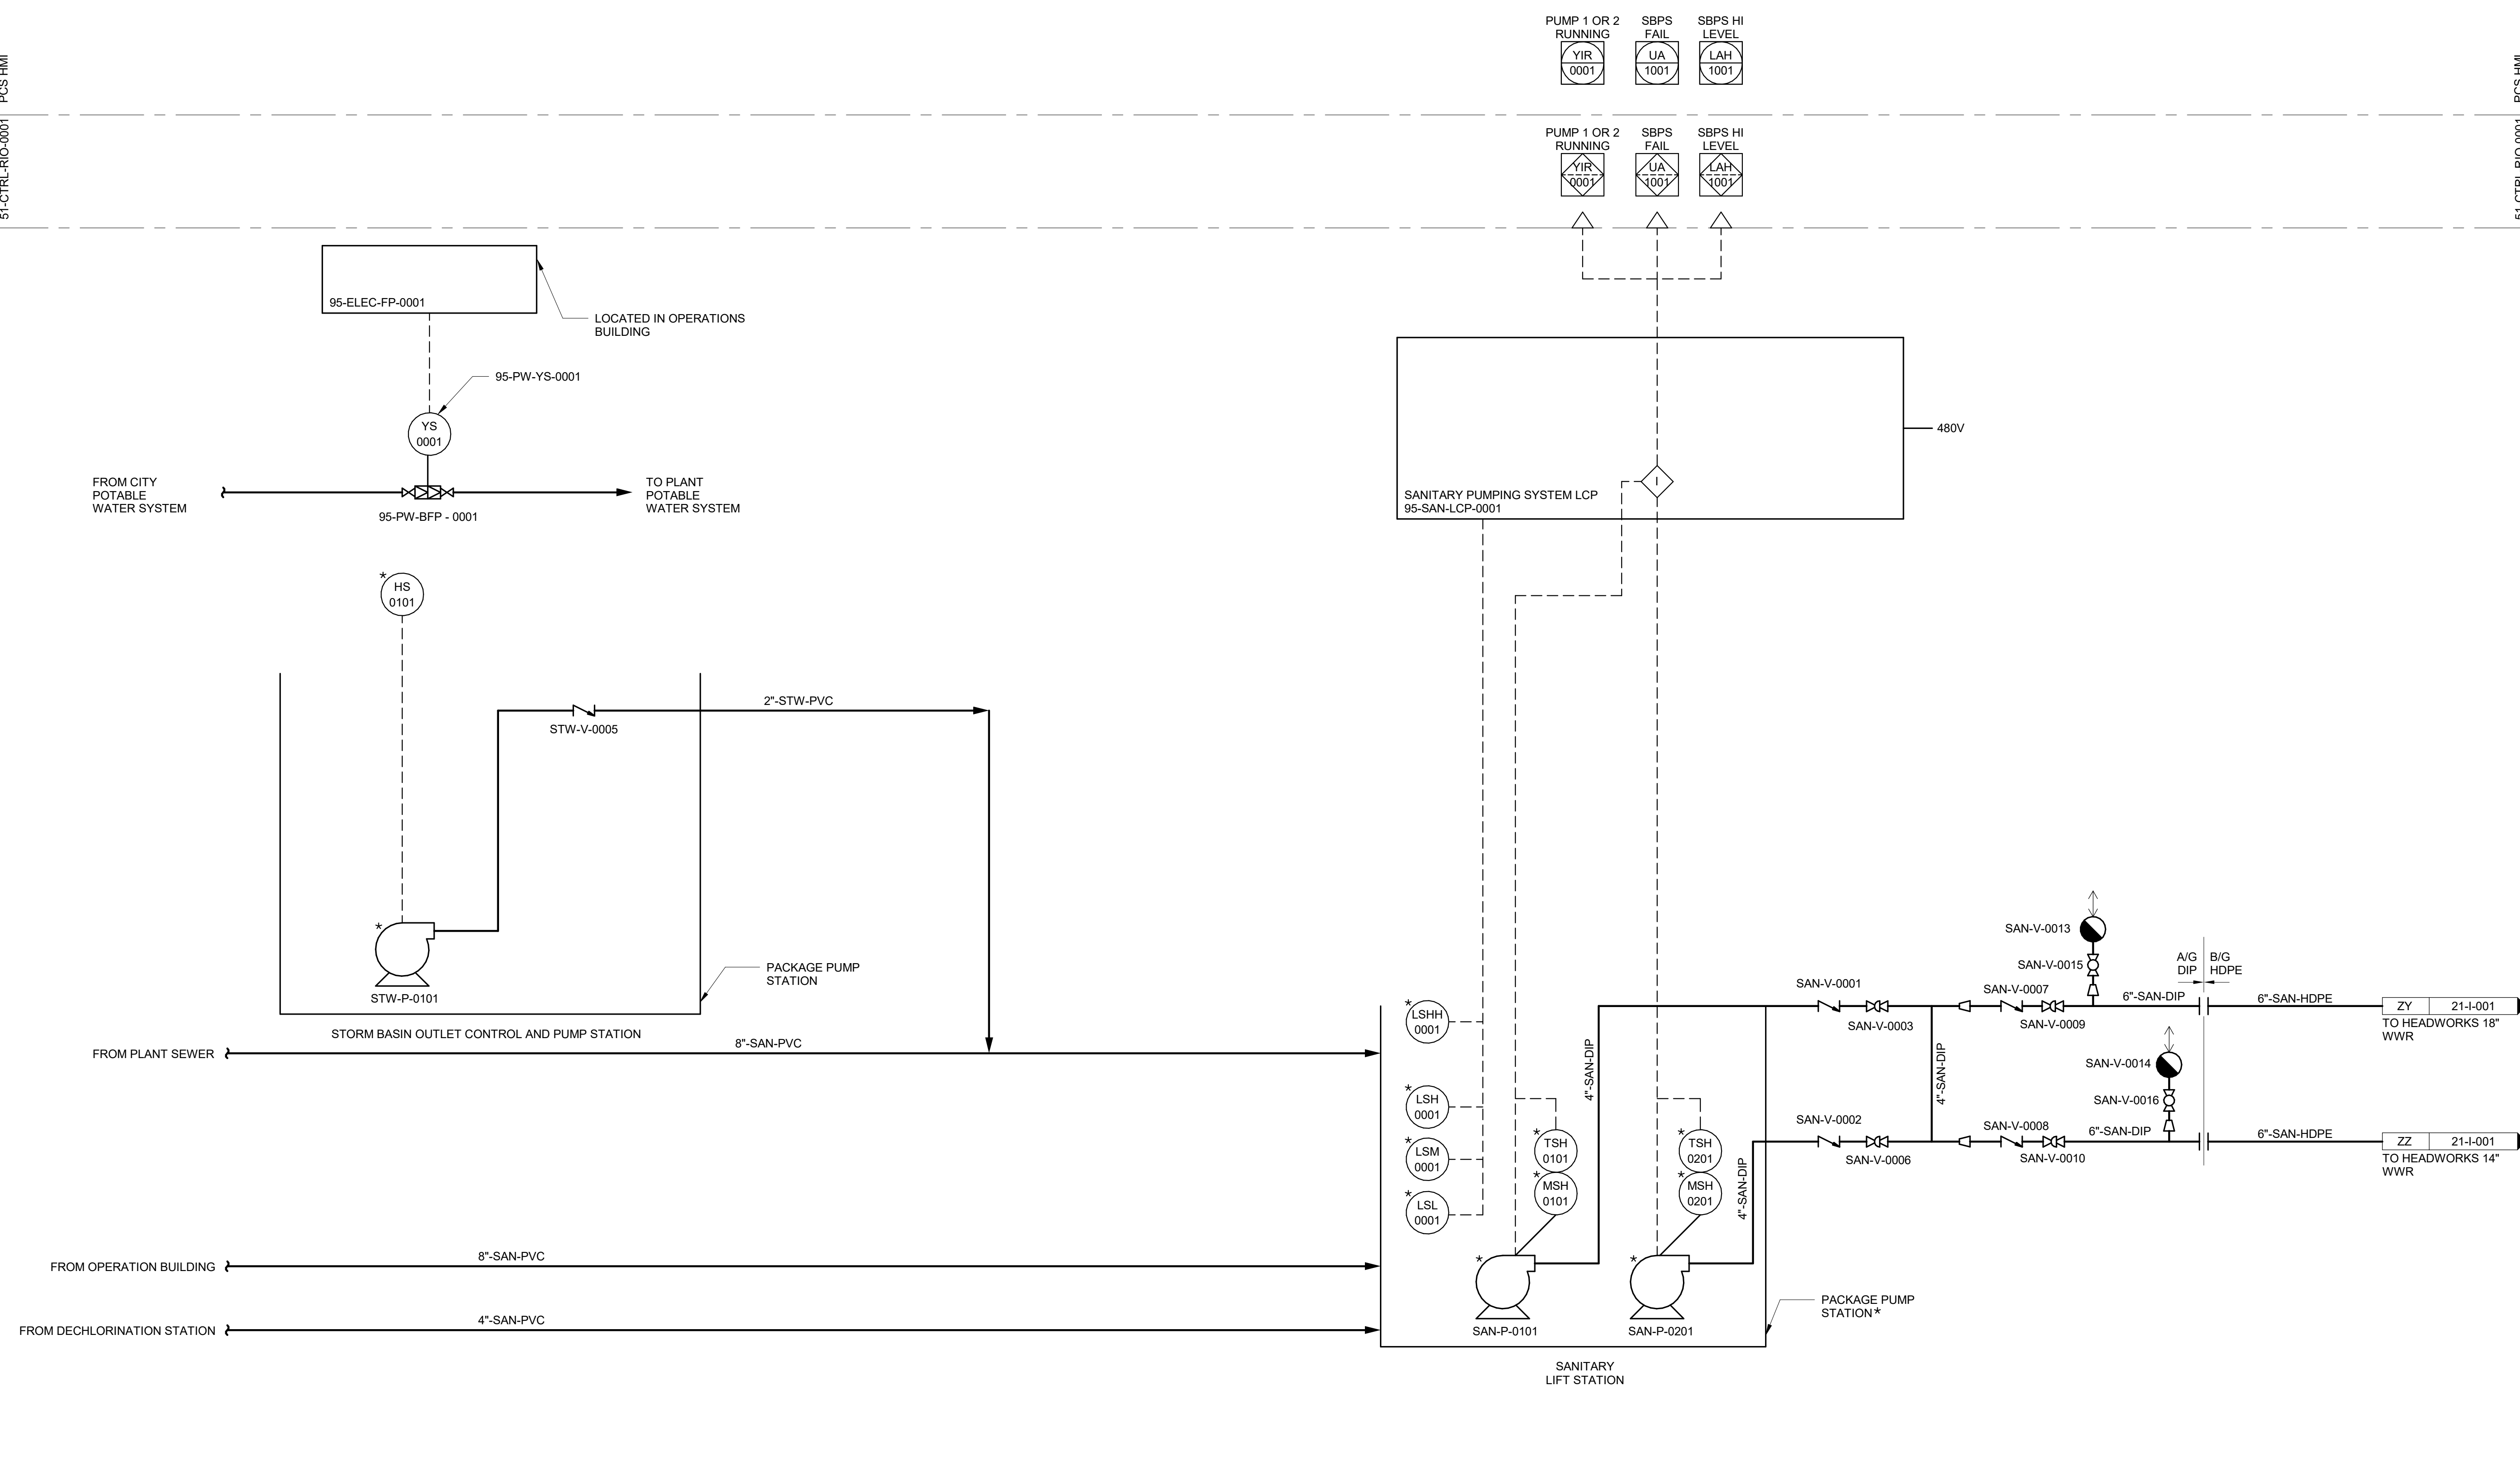 PUMP 1 OR 2
RUNNING
SBPS
FAIL
SBPS HI
LEVEL
YIR
0001
UA
1001
LAH
1001
PCS HMI
PCS HMI
51-CTRL-RIO-0001
51-CTRL-RIO-0001
PUMP 1 OR 2
RUNNING
SBPS
FAIL
SBPS HI
LEVEL
YIR
0001
UA
1001
LAH
1001
95-ELEC-FP-0001
LOCATED IN OPERATIONS
BUILDING
95-PW-YS-0001
YS
0001
FROM CITY
POTABLE
WATER SYSTEM
TO PLANT
POTABLE
WATER SYSTEM
95-PW-BFP - 0001
480V
I
SANITARY PUMPING SYSTEM LCP
95-SAN-LCP-0001
*
HS
0101
2"-STW-PVC
STW-V-0005
*
STW-P-0101
PACKAGE PUMP
STATION
STORM BASIN OUTLET CONTROL AND PUMP STATION
FROM PLANT SEWER
8"-SAN-PVC
*
LSHH
0001
*
LSH
0001
*
LSM
0001
*
LSL
0001
*
TSH
0101
*
MSH
0101
*
TSH
0201
*
MSH
0201
4"-SAN-DIP
4"-SAN-DIP
4"-SAN-DIP
SAN-V-0001
SAN-V-0003
SAN-V-0007
SAN-V-0009
SAN-V-0013
SAN-V-0015
6"-SAN-DIP
A/G
DIP
B/G
HDPE
6"-SAN-HDPE
ZY
21-I-001
TO HEADWORKS 18"
WWR
SAN-V-0014
SAN-V-0016
SAN-V-0002
SAN-V-0006
SAN-V-0008
SAN-V-0010
6"-SAN-DIP
6"-SAN-HDPE
ZZ
21-I-001
TO HEADWORKS 14"
WWR
FROM OPERATION BUILDING
8"-SAN-PVC
FROM DECHLORINATION STATION
4"-SAN-PVC
*
SAN-P-0101
*
SAN-P-0201
PACKAGE PUMP
STATION*
SANITARY
LIFT STATION